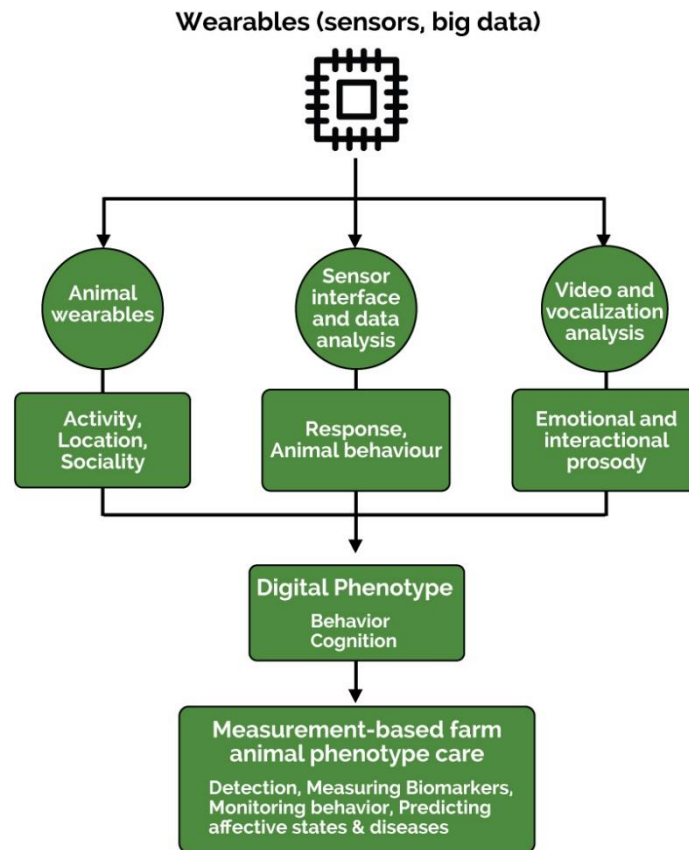 Wearables (sensors, big data)
Animal
wearables
Sensor
interface
and data
analysis
Video and
vocalization
analysis
Activity,
Location,
Sociality
Response,
Animal behaviour
Emotional and
interactional
prosody
Digital Phenotype
Behavior
Cognition
Measurement-based farm
animal phenotype care
Detection, Measuring Biomarkers,
Monitoring behavior, Predicting
affective states & diseases